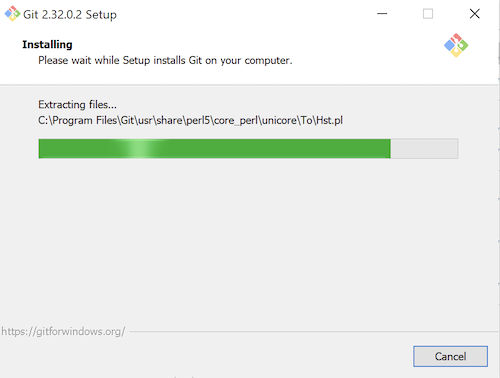 Git 2.32.0.2 Setup
Installing
Please wait while Setup installs Git on your computer.
Extracting files...
C:\Program Files\Git\usr\share\perl5\core_perl\unicore\To\Hst.pl
https://gitforwindows.org/
Cancel